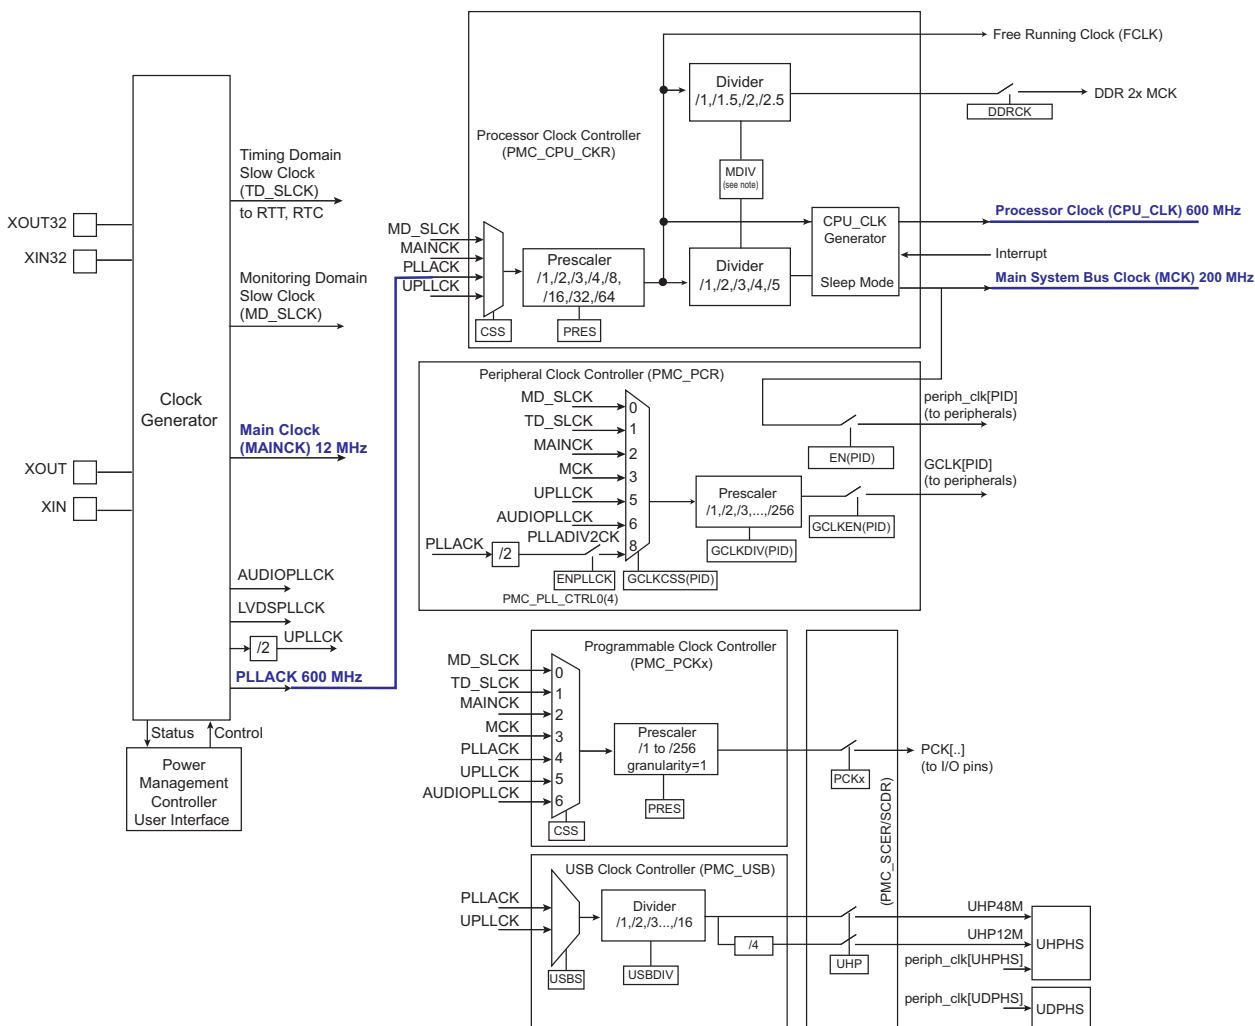 Free Running Clock (FCLK)
Divider
/1,/1.5,/2,/2.5
DDR 2x MCK
DDRCK
Processor Clock Controller
(PMC_CPU_CKR)
MDIV
(see note)
Timing Domain
Slow Clock
(TD_SLCK)
to RTT, RTC
XOUT32
XIN32
MD_SLCK
MAINCK
PLLACK
UPLLCK
Prescaler
/1,/2,/3,/4,/8,
/16,/32,/64
Divider
/1,/2,/3,/4,/5
CPU_CLK
Generator
Sleep Mode
Processor Clock (CPU_CLK) 600 MHz
Interrupt
Main System Bus Clock (MCK) 200 MHz
Monitoring Domain
Slow Clock
(MD_SLCK)
CSS
PRES
Clock
Generator
Main Clock
(MAINCK) 12 MHz
XOUT
XIN
Peripheral Clock Controller (PMC_PCR)
MD_SLCK
0
TD_SLCK
1
MAINCK
2
MCK
3
UPLLCK
5
AUDIOPLLCK
6
PLLACK
/2
PLLADIV2CK
8
ENPLLCK
PMC_PLL_CTRL0(4)
GCLKCSS(PID)
Prescaler
/1,/2,/3,...,/256
GCLKDIV(PID)
EN(PID)
periph_clk[PID]
(to peripherals)
GCLK[PID]
(to peripherals)
GCLKEN(PID)
AUDIOPLLCK
LVDSPLLCK
/2
UPLLCK
PLLACK 600 MHz
Status
Control
Power
Management
Controller
User Interface
Programmable Clock Controller
(PMC_PCKx)
MD_SLCK
0
TD_SLCK
1
MAINCK
2
MCK
3
PLLACK
4
UPLLCK
5
AUDIOPLLCK
6
CSS
Prescaler
/1 to /256
granularity=1
PRES
PCKx
PCK[..]
(to I/O pins)
(PMC_SCER/SCDR)
USB Clock Controller (PMC_USB)
PLLACK
UPLLCK
USBS
Divider
/1,/2,/3...,/16
USBDIV
/4
UHP
UHP48M
UHP12M
periph_clk[UHPHS]
UHPHS
periph_clk[UDPHS]
UDPHS